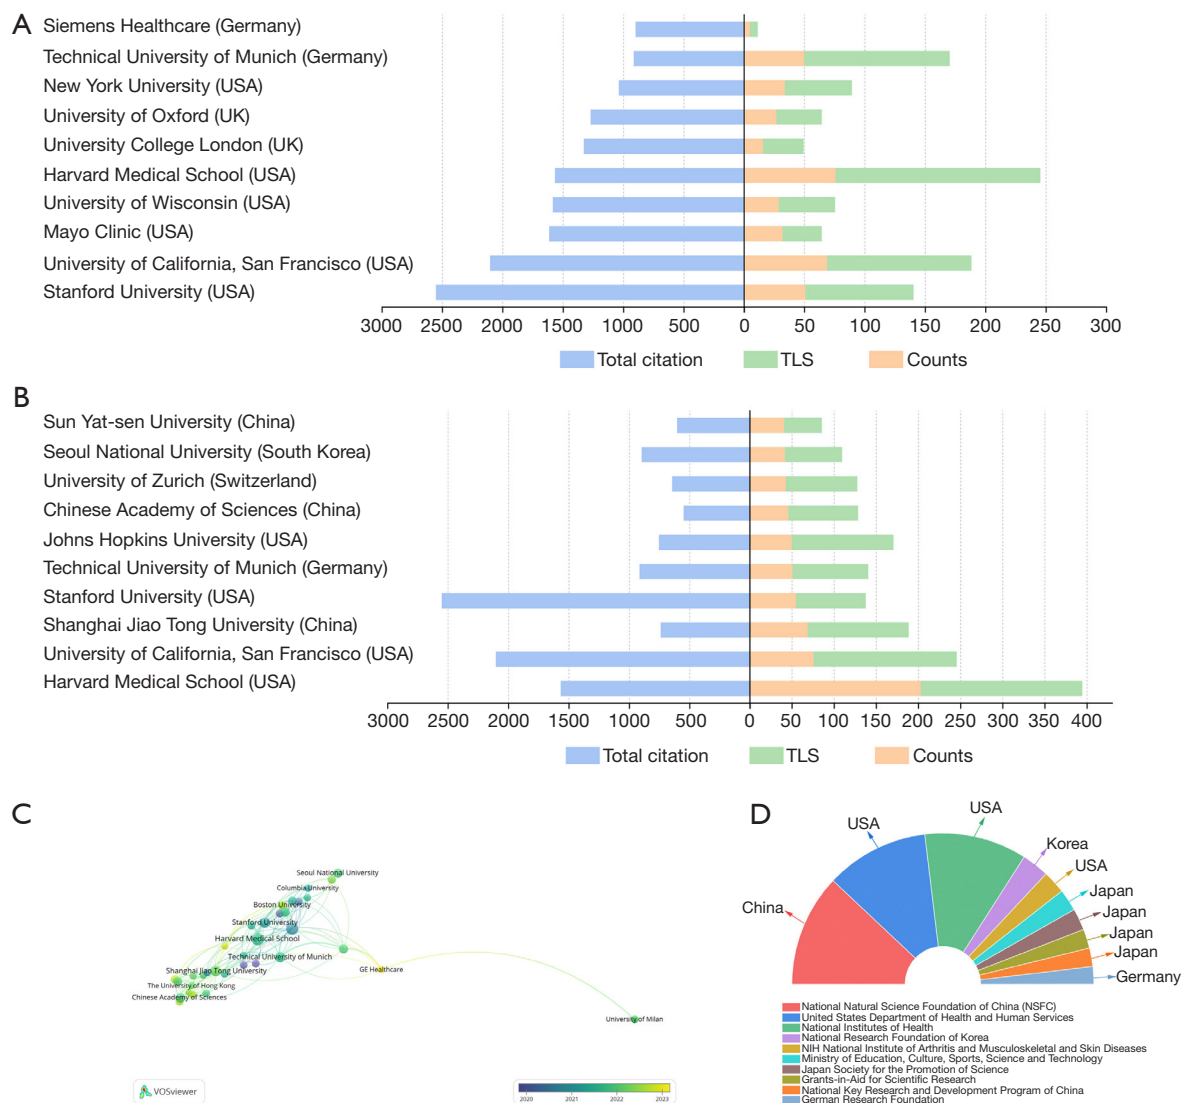 A
Siemens Healthcare (Germany)
Technical University of Munich (Germany)
New York University (USA)
University of Oxford (UK)
University College London (UK)
Harvard Medical School (USA)
University of Wisconsin (USA)
Mayo Clinic (USA)
University of California, San Francisco (USA)
Stanford University (USA)
3000 2500 2000 1500 1000 500 0 50 100 150 200 250 300
Total citation TLS Counts
B
Sun Yat-sen University (China)
Seoul National University (South Korea)
University of Zurich (Switzerland)
Chinese Academy of Sciences (China)
Johns Hopkins University (USA)
Technical University of Munich (Germany)
Stanford University (USA)
Shanghai Jiao Tong University (China)
University of California, San Francisco (USA)
Harvard Medical School (USA)
3000 2500 2000 1500 1000 500 0 50 100 150 200 250 300 350 400
Total citation TLS Counts
C
Seoul National University
Columbia University
Boston University
Stanford University
Harvard Medical School
Technical University of Munich
GE Healthcare
Shanghai Jiao Tong University
The University of Hong Kong
Chinese Academy of Sciences
University of Milan
VOSviewer
2020 2021 2022 2023
D
China
USA
USA
Korea
USA
Japan
Japan
Japan
Japan
Germany
National Natural Science Foundation of China (NSFC)
United States Department of Health and Human Services
National Institutes of Health
National Research Foundation of Korea
NIH National Institute of Arthritis and Musculoskeletal and Skin Diseases
Ministry of Education, Culture, Sports, Science and Technology
Japan Society for the Promotion of Science
Grants-in-Aid for Scientific Research
National Key Research and Development Program of China
German Research Foundation